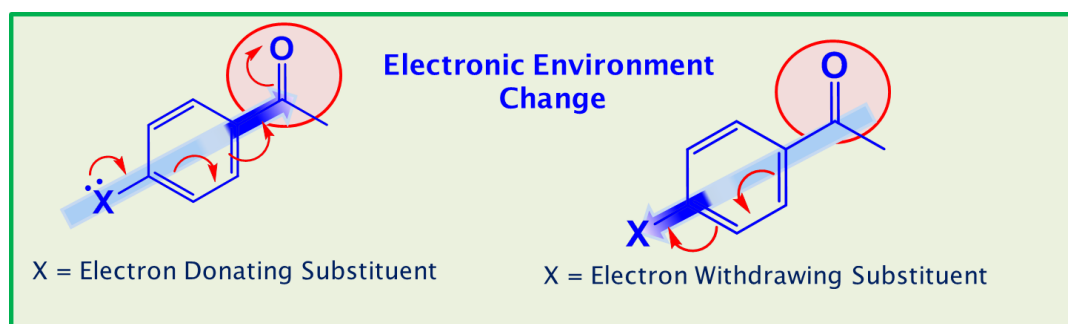 O
Electronic Environment
Change
O
X
X
X = Electron Donating Substituent
X = Electron Withdrawing Substituent